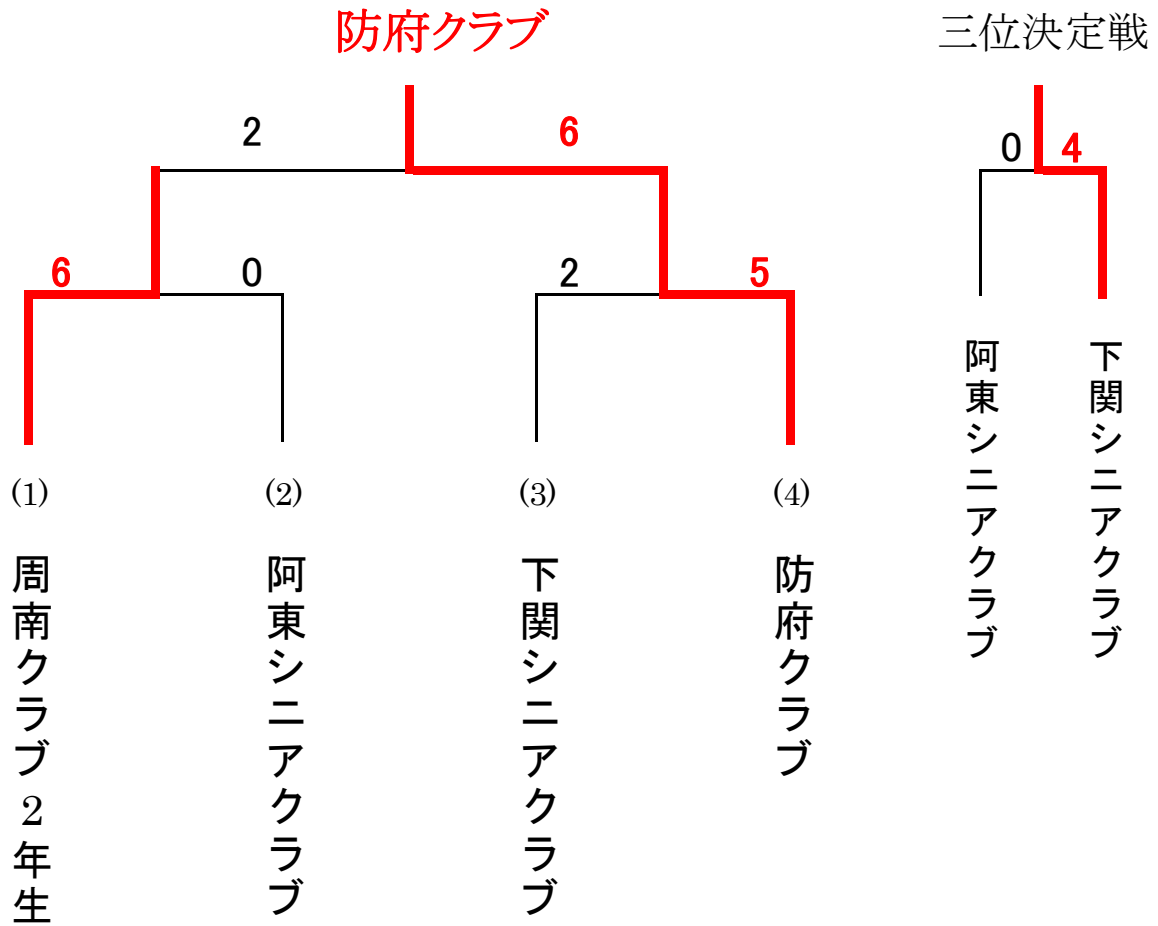 防府クラブ
三位決定戦
2
6
0
4
6
0
2
5
阿東シニアクラブ
下関シニアクラブ
(1)
(2)
(3)
(4)
周南クラブ2年生
阿東シニアクラブ
下関シニアクラブ
防府クラブ